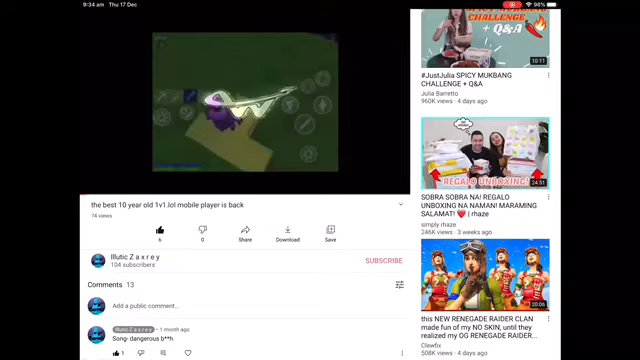 9:34 am Thu 17 Dec
98%
SPICY MUKBANG
CHALLENGE
+ Q&A
10:11
#JustJulia SPICY MUKBANG
CHALLENGE + Q&A
Julia Barretto
960K views · 4 days ago
REGALO UNBOXING!
24:51
SOBRA SOBRA NA! REGALO
UNBOXING NA NAMAN! MARAMING
SALAMAT! ❤️ | rhaze
simply rhaze
246K views · 3 weeks ago
20:06
this NEW RENEGADE RAIDER CLAN
made fun of my NO SKIN, until they
realized my OG RENEGADE RAIDER...
Clewfix
508K views · 4 days ago
the best 10 year old 1v1.lol mobile player is back
74 views
6
0
Share
Download
Save
Illutic Z a x r e y
104 subscribers
SUBSCRIBE
Comments 13
Add a public comment...
Illutic Z a x r e y · 1 month ago
Song- dangerous b**h
1